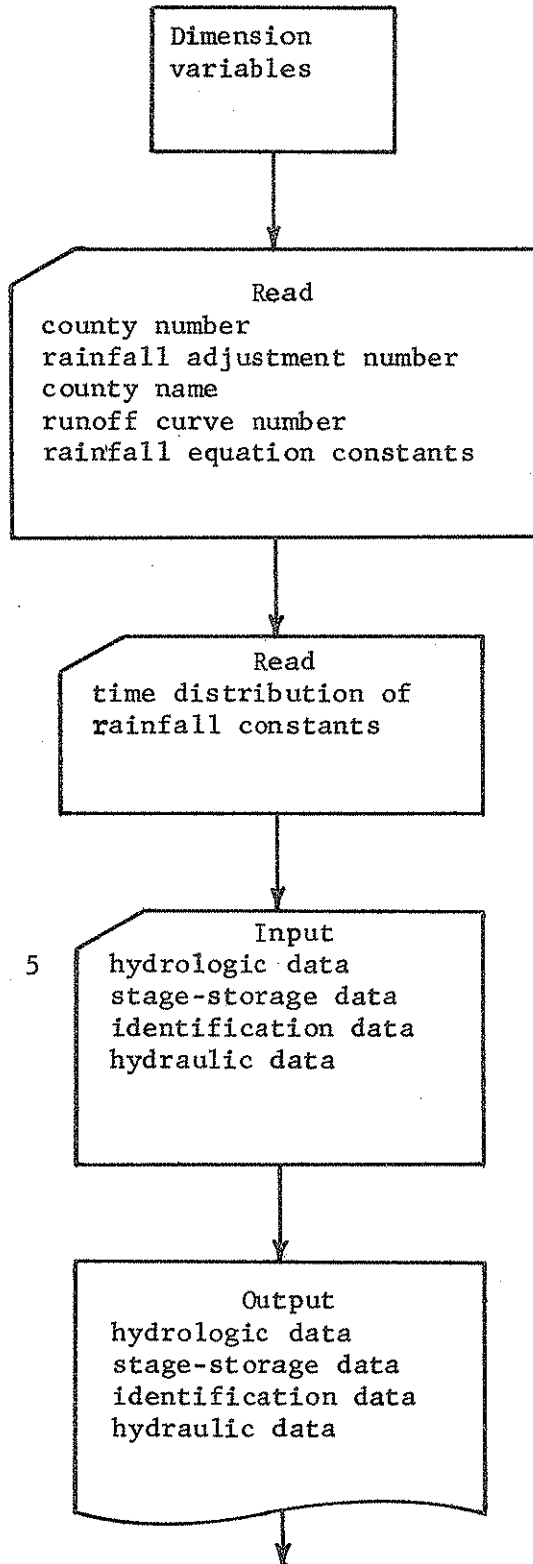 Dimension
variables
Read
county number
rainfall adjustment number
county name
runoff curve number
rainfall equation constants
Read
time distribution of
rainfall constants
5
Input
hydrologic data
stage-storage data
identification data
hydraulic data
Output
hydrologic data
stage-storage data
identification data
hydraulic data